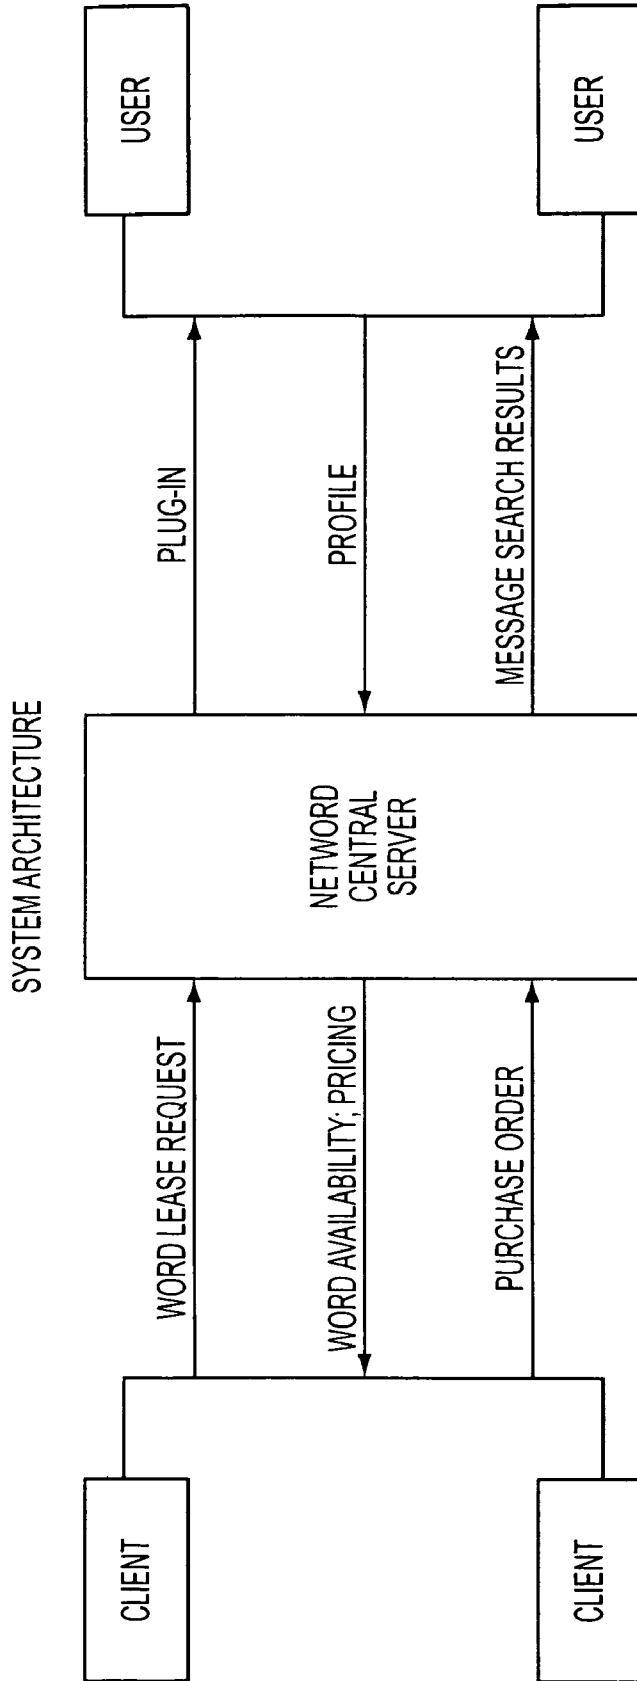 SYSTEM ARCHITECTURE
CLIENT
CLIENT
WORD LEASE REQUEST
WORD AVAILABILITY; PRICING
PURCHASE ORDER
NETWORD
CENTRAL
SERVER
PLUG-IN
PROFILE
MESSAGE SEARCH RESULTS
USER
USER